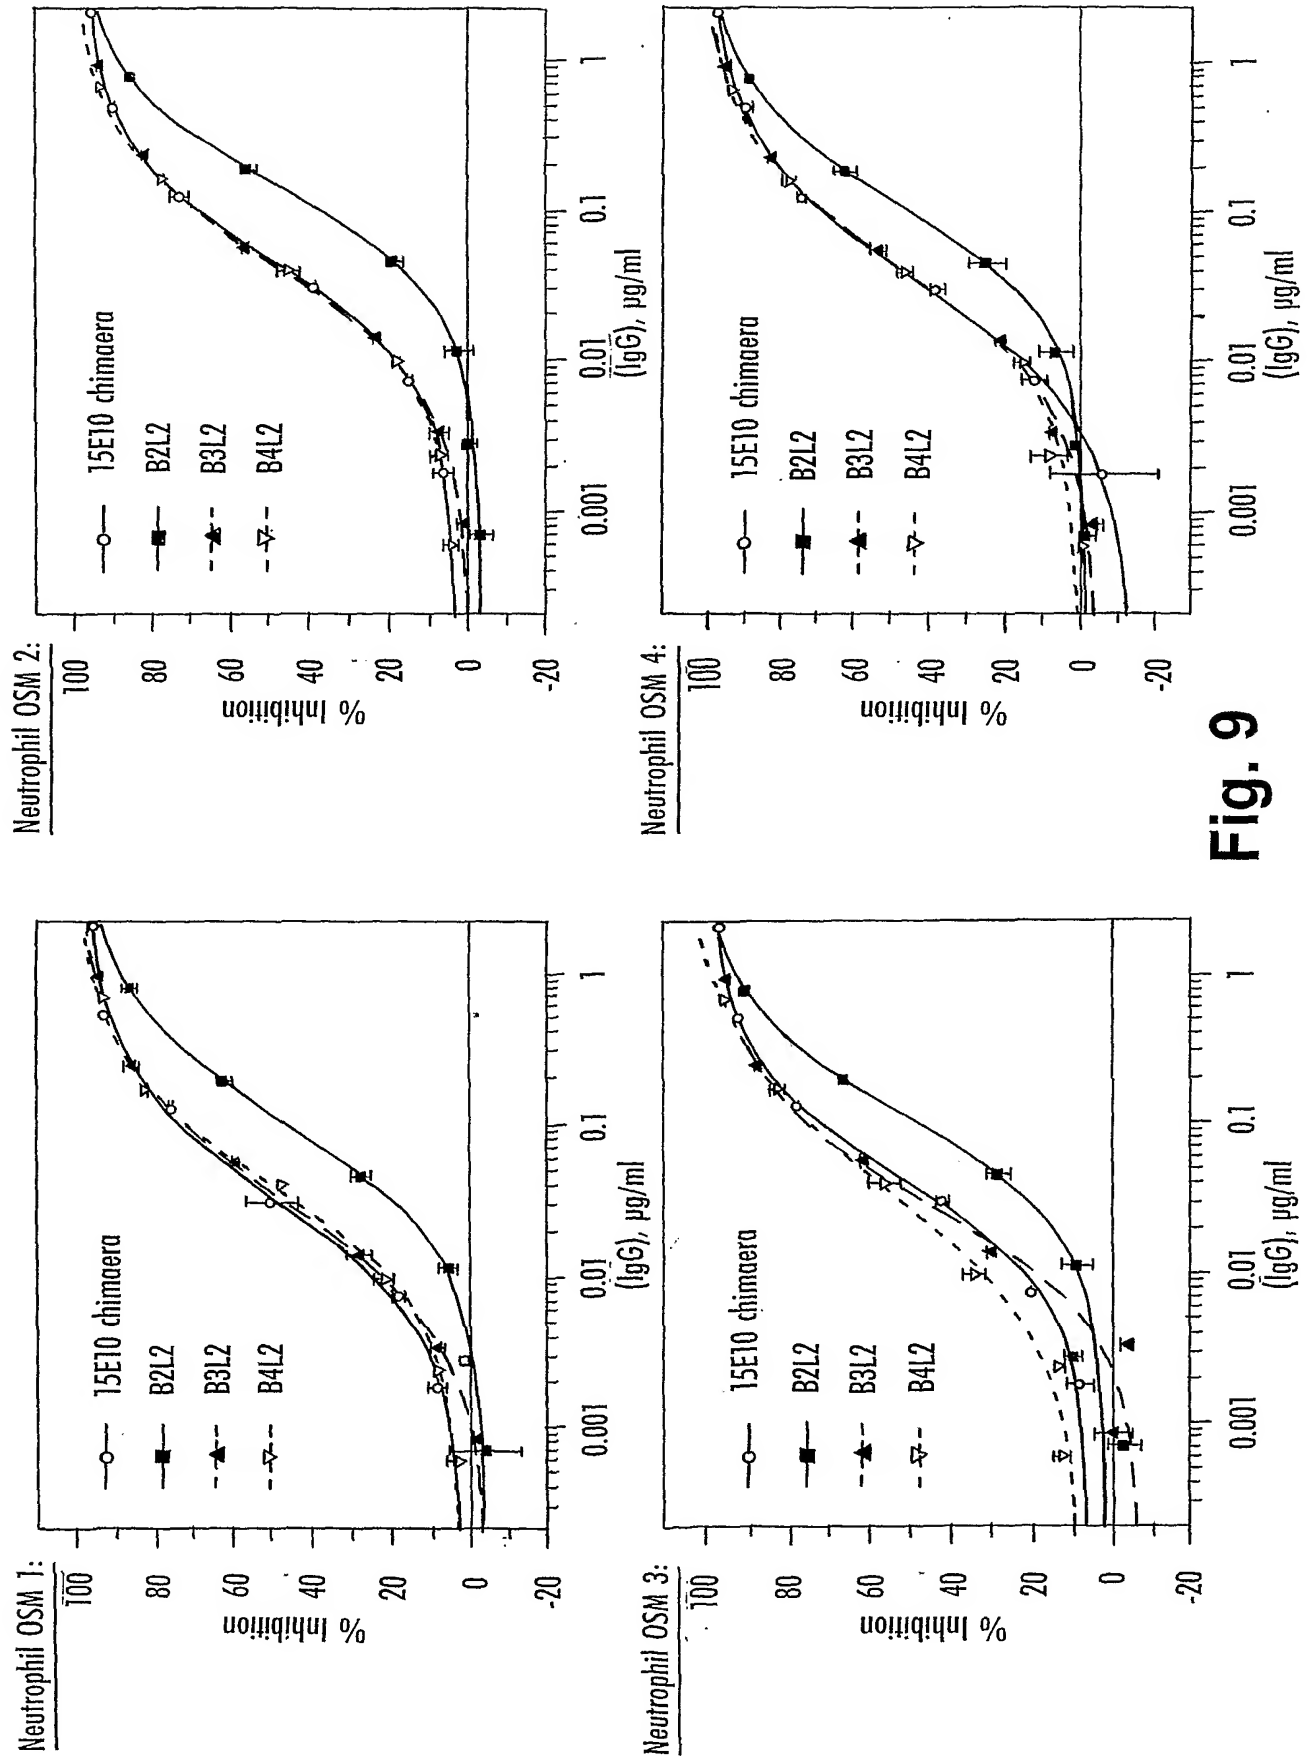 Neutrophil OSM 1:
% Inhibition
100
80
60
40
20
0
-20
15E10 chimaera
B2L2
B3L2
B4L2
0.001
0.01
0.1
1
(IgG), µg/ml
Neutrophil OSM 2:
% Inhibition
100
80
60
40
20
0
-20
15E10 chimaera
B2L2
B3L2
B4L2
0.001
0.01
0.1
1
(IgG), µg/ml
Neutrophil OSM 3:
% Inhibition
100
80
60
40
20
0
-20
15E10 chimaera
B2L2
B3L2
B4L2
0.001
0.01
0.1
1
(IgG), µg/ml
Neutrophil OSM 4:
% Inhibition
100
80
60
40
20
0
-20
15E10 chimaera
B2L2
B3L2
B4L2
0.001
0.01
0.1
1
(IgG), µg/ml
Fig. 9